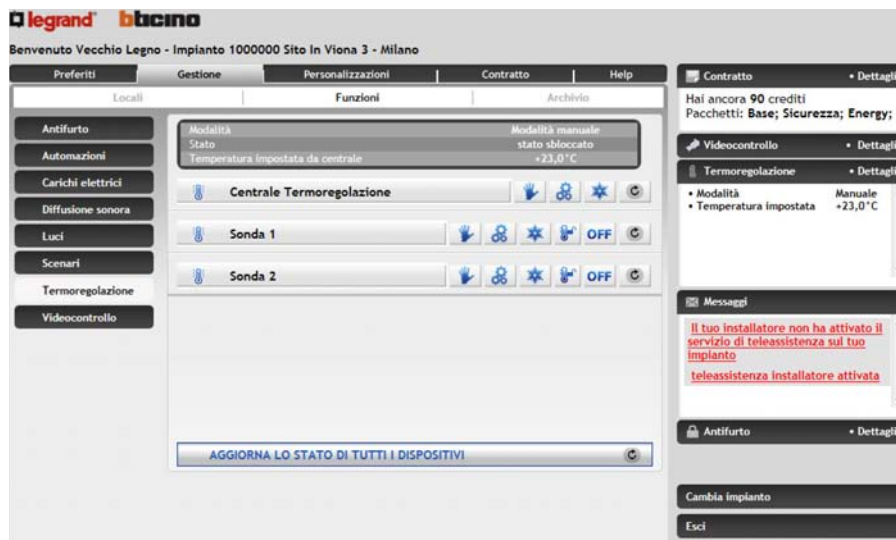 legrand bticino
Benvenuto Vecchio Legno - Impianto 1000000 Sito In Viona 3 - Milano
Preferiti Gestione Personalizzazioni Contratto Help
Locali Funzioni Archivio
Antifurto
Automazioni
Carichi elettrici
Diffusione sonora
Luci
Scenari
Termoregolazione
Videocontrollo
Modalità Modalità manuale
Stato stato sbloccato
Temperatura impostata da centrale +23,0°C
Centrale Termoregolazione
Sonda 1 OFF
Sonda 2 OFF
AGGIORNA LO STATO DI TUTTI I DISPOSITIVI
Contratto • Dettagli
Hai ancora 90 crediti
Pacchetti: Base; Sicurezza; Energy;
Videocontrollo • Dettagli
Termoregolazione • Dettagli
• Modalità Manuale
• Temperatura impostata +23,0°C
Messaggi
Il tuo installatore non ha attivato il
servizio di teleassistenza sul tuo
impianto
teleassistenza installatore attivata
Antifurto • Dettagli
Cambia impianto
Esci